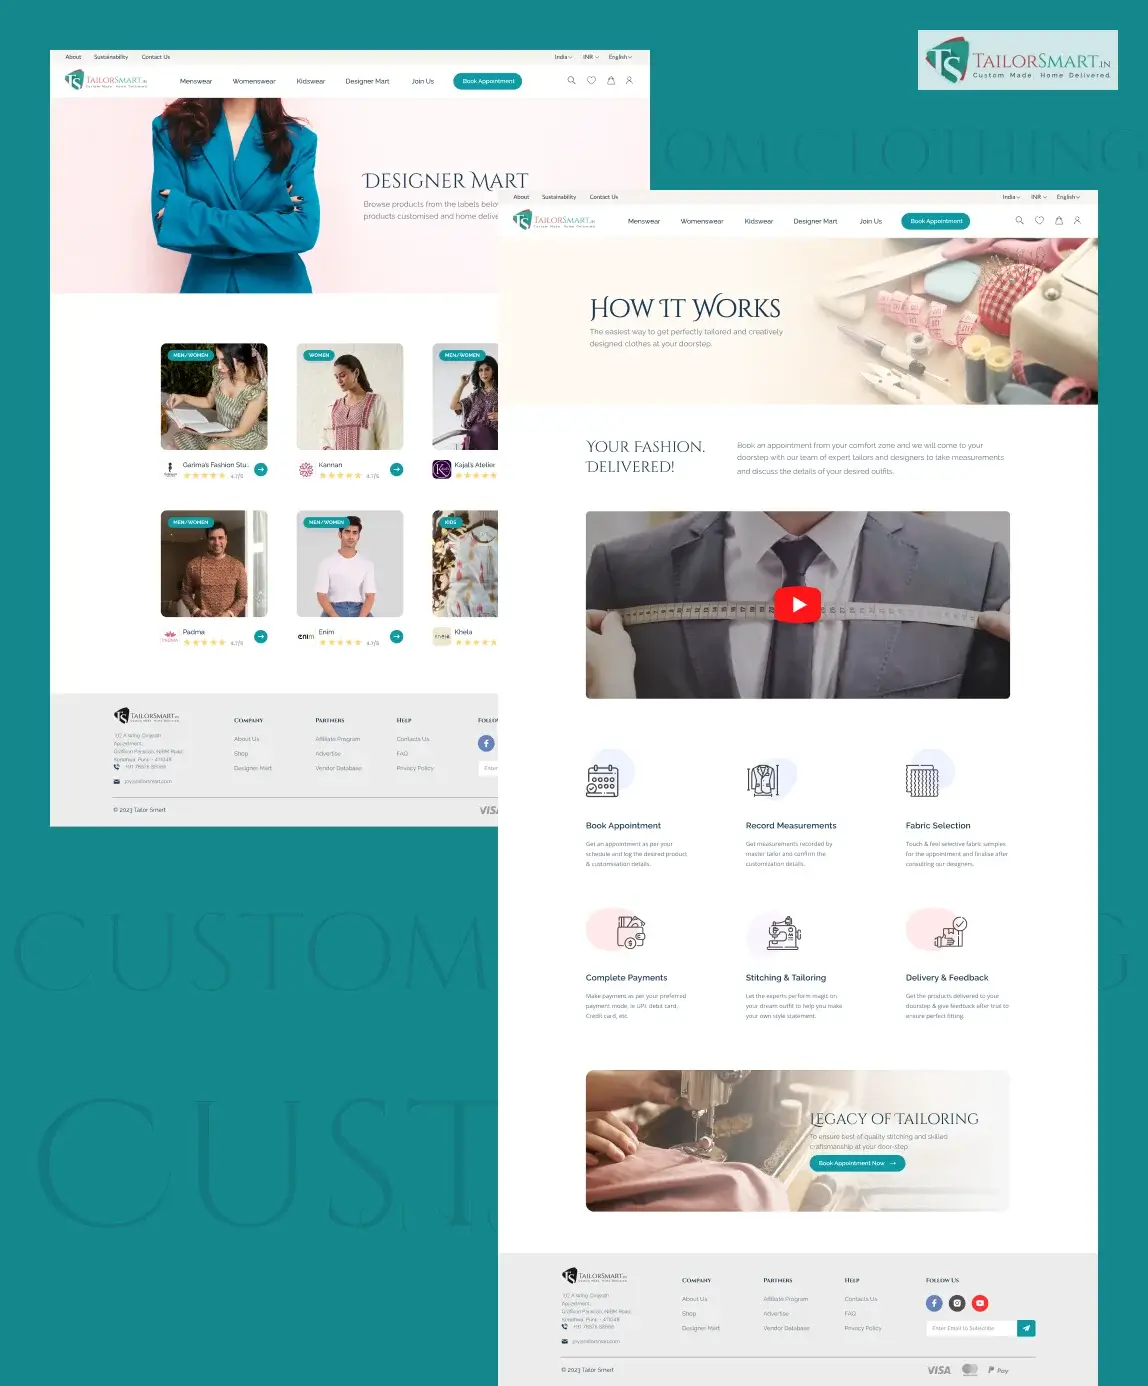 TailorSmart.in
Custom Made. Home Delivered.
OM CLOTHING
About Sustainability Contact Us India INR English
TailorSmart.in
Custom Made. Home Delivered.
Menswear Womenswear Kidswear Designer Mart Join Us Book Appointment
Designer Mart
Browse products from the labels belo
products customised and home delive
MEN/WOMEN
WOMEN
MEN/WOMEN
Garima's Fashion Stu..
4.7/5
Kannan
4.7/5
Kajal's Atelier
MEN/WOMEN
MEN/WOMEN
KIDS
Padma
4.7/5
enim
Enim
4.7/5
Khela
TailorSmart.in
Company
About Us
Shop
Designer Mart
Partners
Affiliate Program
Advertise
Vendor Database
Help
Contacts Us
FAQ
Privacy Policy
Follo
Enter
© 2023 Tailor Smart
VISA
CUSTOM
G
CUST
About Sustainability Contact Us India INR English
TailorSmart.in
Custom Made. Home Delivered.
Menswear Womenswear Kidswear Designer Mart Join Us Book Appointment
How It Works
The easiest way to get perfectly tailored and creatively
designed clothes at your doorstep.
Your Fashion.
Delivered!
Book an appointment from your comfort zone and we will come to your
doorstep with our team of expert tailors and designers to take measurements
and discuss the details of your desired outfits.
Book Appointment
Get an appointment as per your
schedule and log the desired product
& customisation details.
Record Measurements
Get measurements recorded by
master tailor and confirm the
customization details.
Fabric Selection
Touch & feel selective fabric samples
for the appointment and finalise after
consulting our designers.
Complete Payments
Make payment as per your preferred
payment mode, ie UPI, debit card,
Credit card, etc.
Stitching & Tailoring
Let the experts perform magic on
your dream outfit to help you make
your own style statement.
Delivery & Feedback
Get the products delivered to your
doorstep & give feedback after trial to
ensure perfect fitting.
Legacy of Tailoring
To ensure best of quality stitching and skilled
craftsmanship at your door-step
Book Appointment Now
TailorSmart.in
Company
About Us
Shop
Designer Mart
Partners
Affiliate Program
Advertise
Vendor Database
Help
Contacts Us
FAQ
Privacy Policy
Follow Us
Enter Email to Subscribe
© 2023 Tailor Smart
VISA
Pay